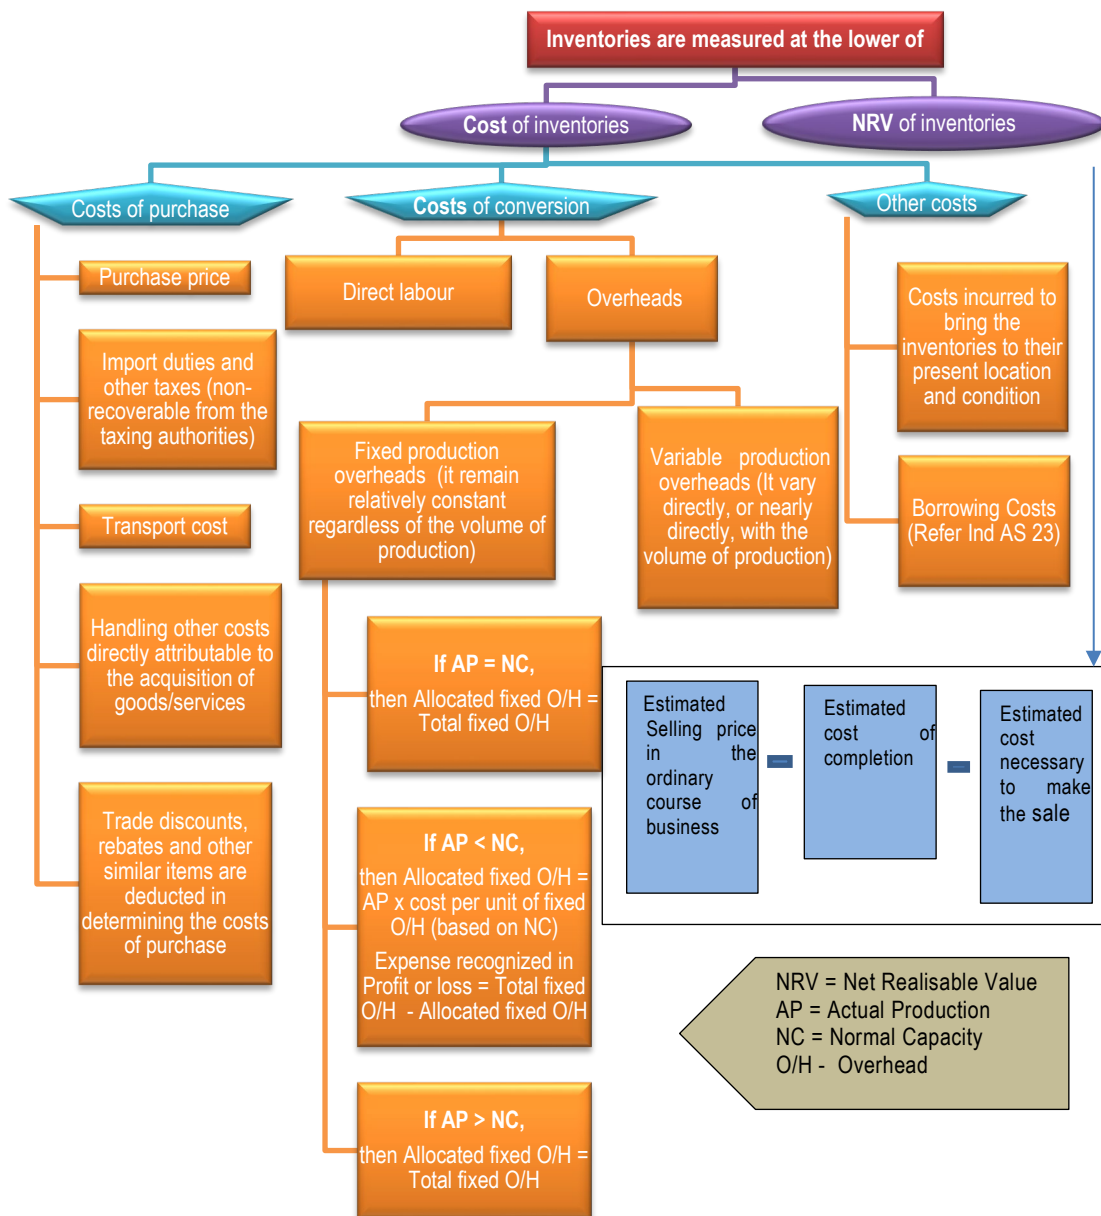 Inventories are measured at the lower of
Cost of inventories
NRV of inventories
Costs of purchase
Costs of conversion
Other costs
Purchase price
Import duties and
other taxes (non-
recoverable from the
taxing authorities)
Transport cost
Handling other costs
directly attributable to
the acquisition of
goods/services
Trade discounts,
rebates and other
similar items are
deducted in
determining the costs
of purchase
Direct labour
Overheads
Fixed production
overheads (it remain
relatively constant
regardless of the volume of
production)
Variable production
overheads (It vary
directly, or nearly
directly, with the
volume of production)
If AP = NC,
then Allocated fixed O/H =
Total fixed O/H
If AP < NC,
then Allocated fixed O/H =
AP x cost per unit of fixed
O/H (based on NC)
Expense recognized in
Profit or loss = Total fixed
O/H - Allocated fixed O/H
If AP > NC,
then Allocated fixed O/H =
Total fixed O/H
Costs incurred to
bring the
inventories to their
present location
and condition
Borrowing Costs
(Refer Ind AS 23)
Estimated
Selling price
in the
ordinary
course of
business
Estimated
cost of
completion
Estimated
cost
necessary
to make
the sale
NRV = Net Realisable Value
AP = Actual Production
NC = Normal Capacity
O/H - Overhead